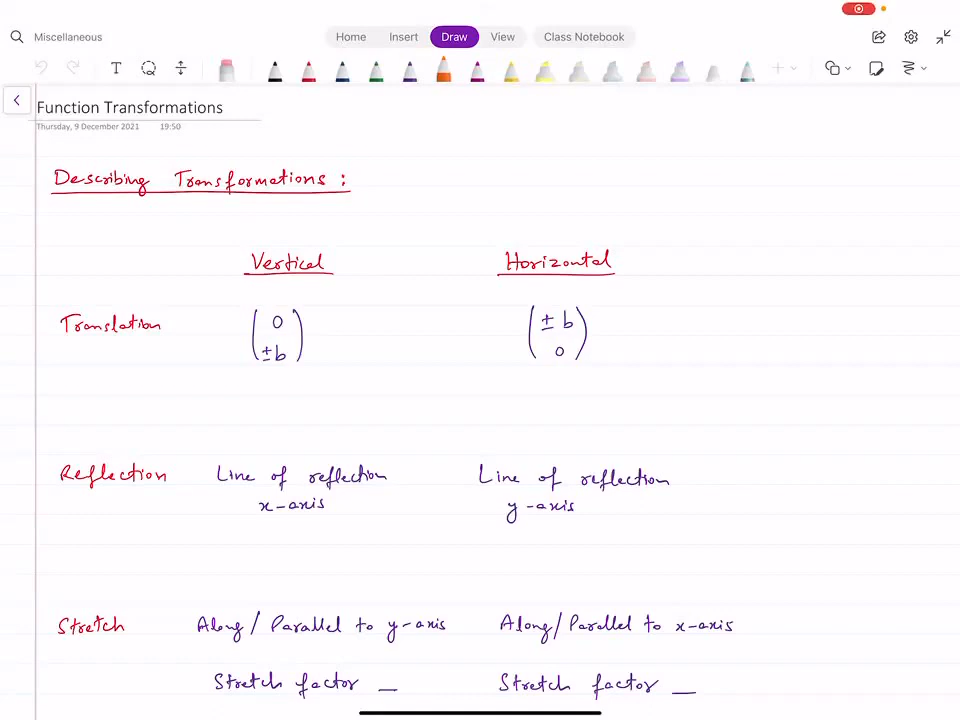 Miscellaneous
Home Insert Draw View Class Notebook
T
Function Transformations
Thursday, 9 December 2021 19:50
Describing Transformations :
Vertical Horizontal
Translation (0 ±b) (±b 0)
Reflection Line of reflection Line of reflection
x-axis y-axis
Stretch Along/Parallel to y-axis Along/Parallel to x-axis
Stretch factor __ Stretch factor __